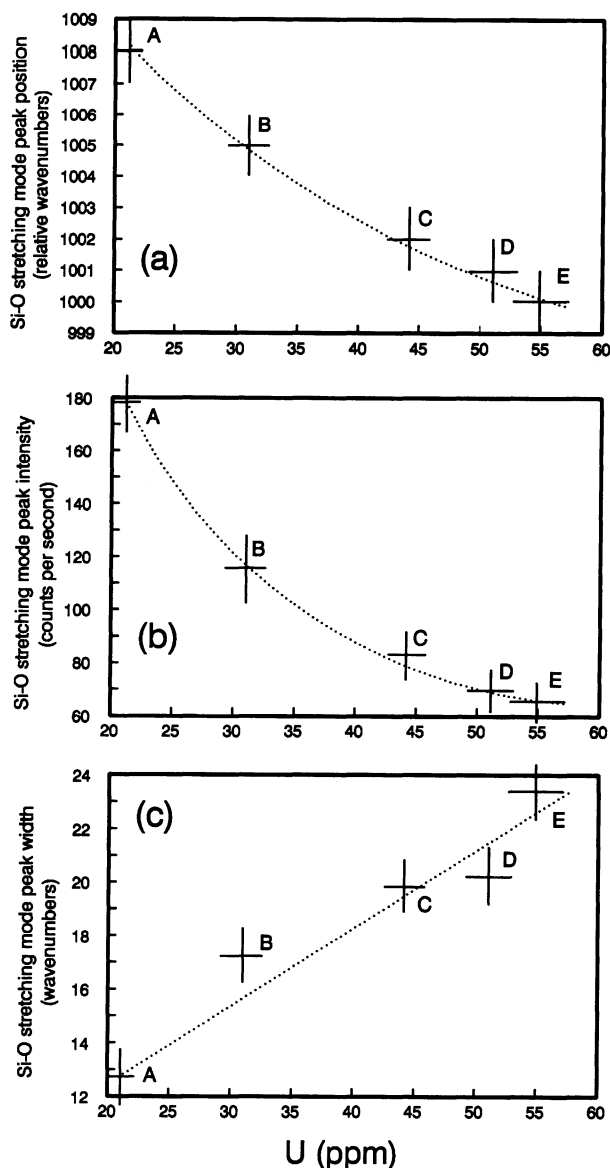 Si-O stretching mode peak position
(relative wavenumbers)
1009
1008
1007
1006
1005
1004
1003
1002
1001
1000
999
A
B
C
D
E
(a)
20 25 30 35 40 45 50 55 60
Si-O stretching mode peak intensity
(counts per second)
180
160
140
120
100
80
60
A
B
C
D
E
(b)
20 25 30 35 40 45 50 55 60
Si-O stretching mode peak width
(wavenumbers)
24
22
20
18
16
14
12
(c)
A
B
C
D
E
20 25 30 35 40 45 50 55 60
U (ppm)